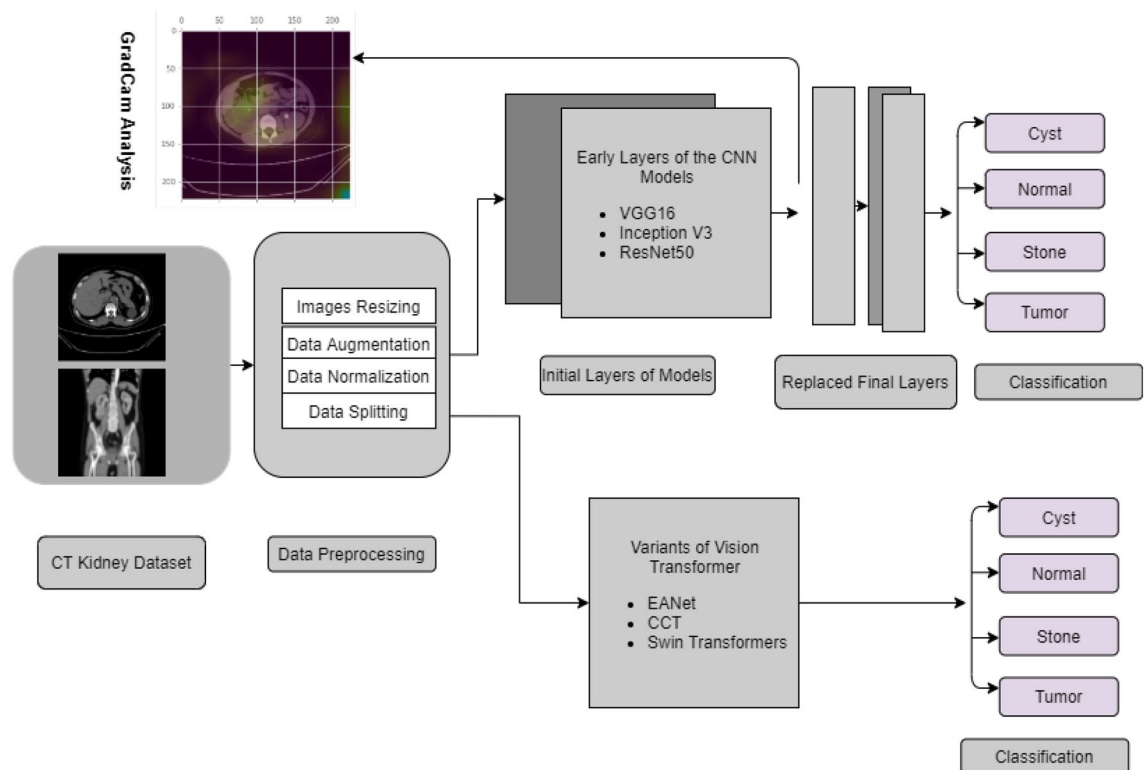 0 50 100 150 200
0
50
100
150
200
GradCam Analysis
Early Layers of the CNN
Models
• VGG16
• Inception V3
• ResNet50
Cyst
Normal
Stone
Tumor
Images Resizing
Data Augmentation
Data Normalization
Data Splitting
Initial Layers of Models
Replaced Final Layers
Classification
CT Kidney Dataset
Data Preprocessing
Variants of Vision
Transformer
• EANet
• CCT
• Swin Transformers
Cyst
Normal
Stone
Tumor
Classification